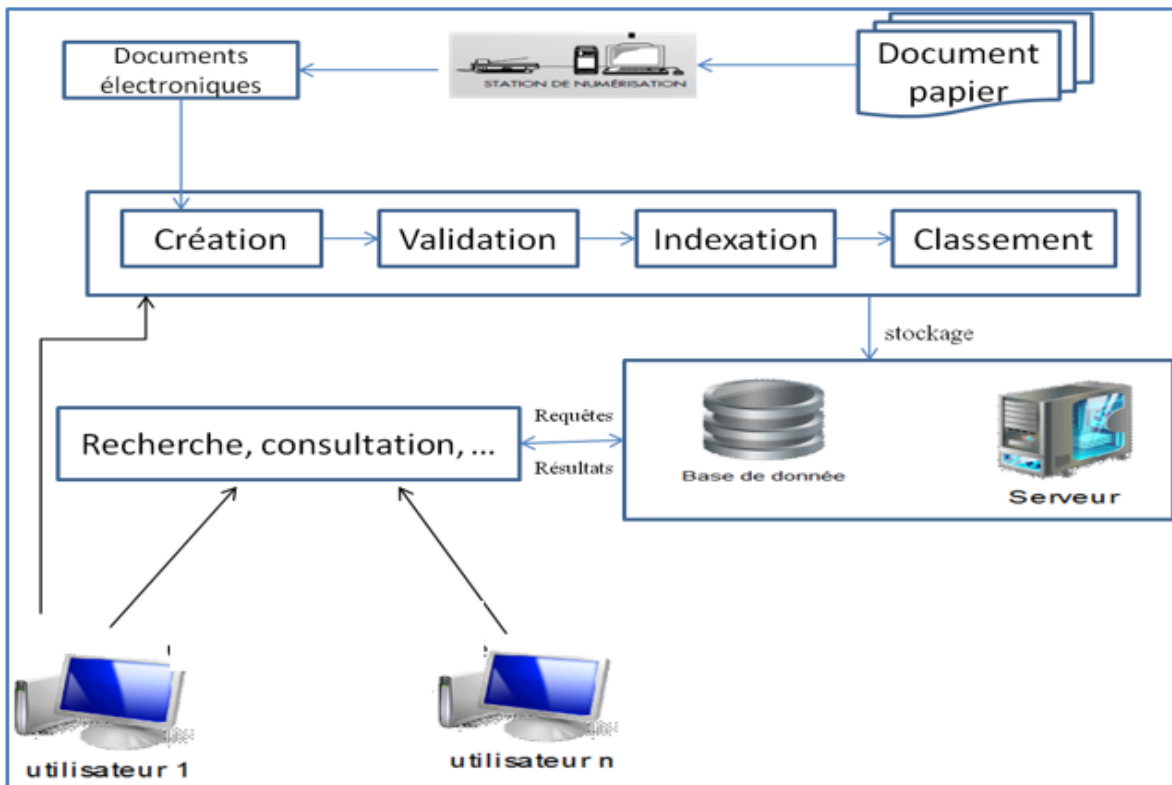 Documents
électroniques
STATION DE NUMÉRISATION
Document
papier
Création
Validation
Indexation
Classement
stockage
Recherche, consultation, ...
Requêtes
Résultats
Base de donnée
Serveur
utilisateur 1
utilisateur n